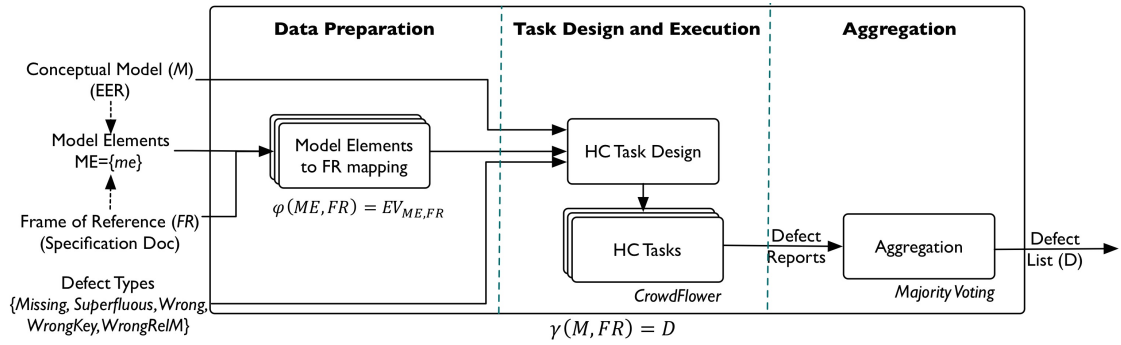 Data Preparation
Task Design and Execution
Aggregation
Conceptual Model (M)
(EER)
Model Elements
ME={me}
Frame of Reference (FR)
(Specification Doc)
Defect Types
{Missing, Superfluous, Wrong,
WrongKey, WrongRelM}
Model Elements
to FR mapping
φ(ME, FR) = EV_{ME,FR}
HC Task Design
HC Tasks
CrowdFlower
Defect
Reports
Aggregation
Majority Voting
Defect
List (D)
γ(M, FR) = D